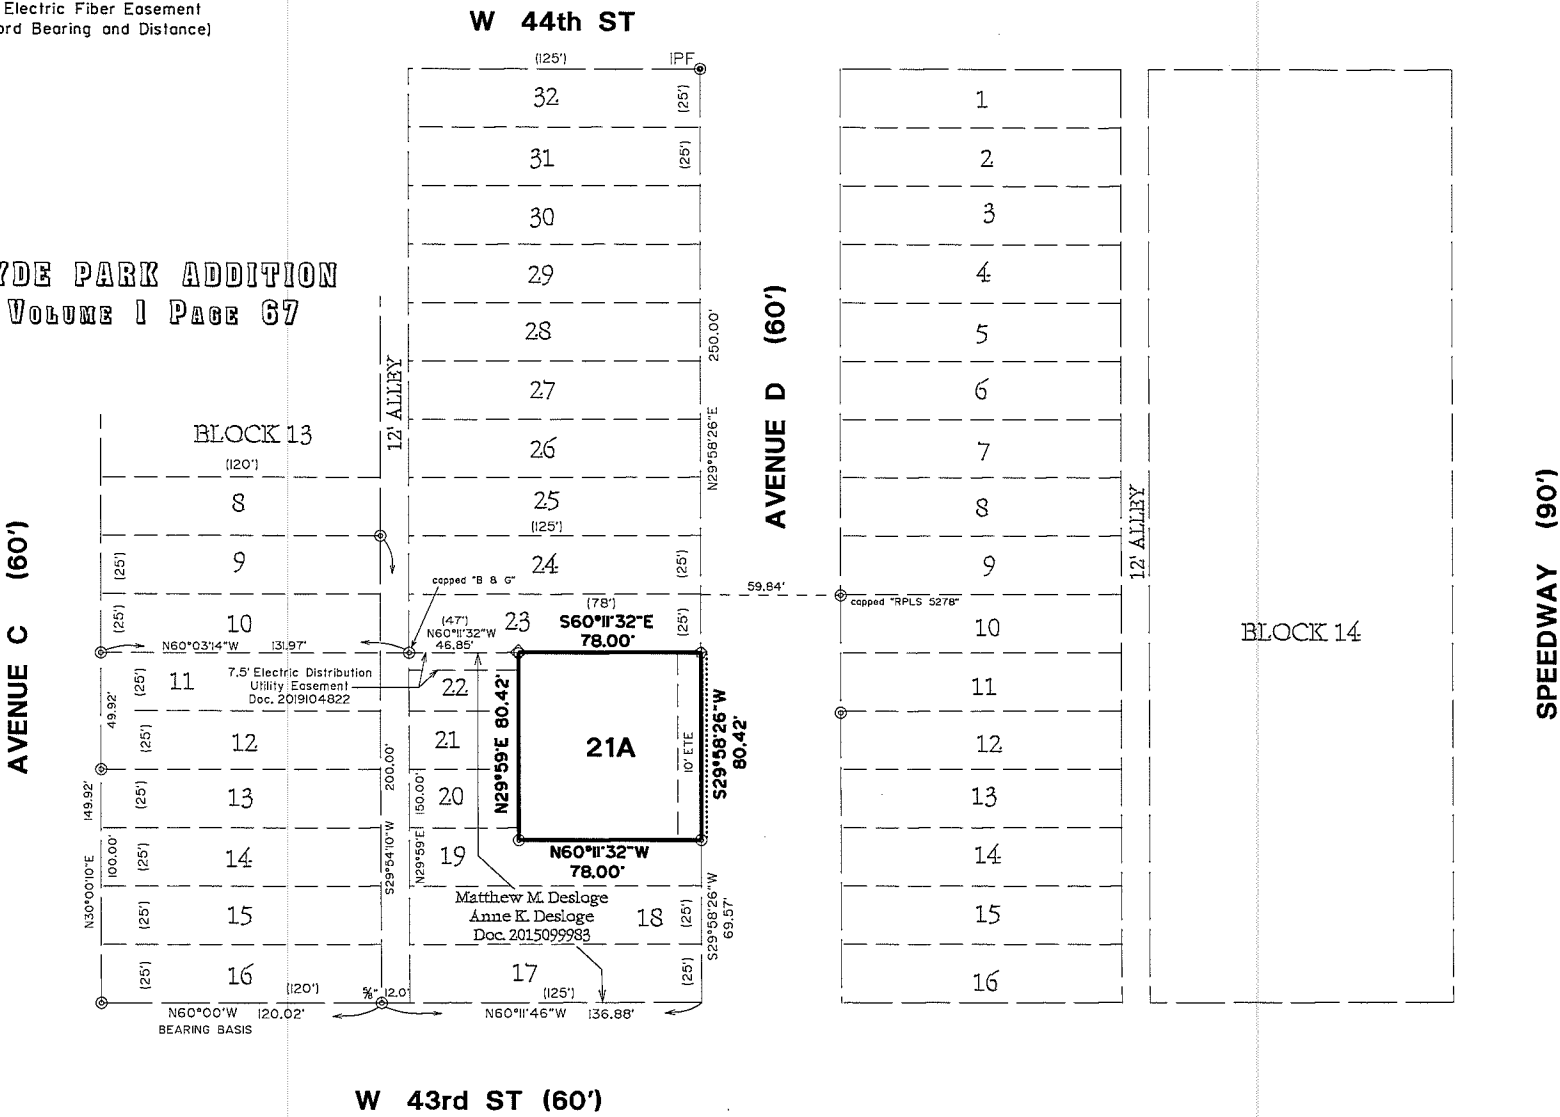 Electric Fiber Easement
ord Bearing and Distance)
W 44th ST
(125')
IPF
32
(25')
31
(25')
30
29
28
27
26
25
(125')
24
(25')
250.00'
N29°58'26"E
YDE PARK ADDITION
VOLUME 1 PAGE 67
12' ALLEY
BLOCK 13
(120')
8
9
(25')
10
(25')
N60°03'14"W 131.97'
11
(25')
12
(25')
13
(25')
14
(25')
15
(25')
16
(25')
(120')
49.92'
149.92'
100.00'
N30°00'10"E
AVENUE C (60')
capped "B & G"
(47')
N60°11'32"W
46.85'
23
(78')
S60°11'32"E
78.00'
(25')
7.5' Electric Distribution
Utility Easement
Doc. 2019104822
22
21
20
19
N29°59'E 80.42'
21A
10' ETE
S29°58'26"W
80.42'
N60°11'32"W
78.00'
200.00'
S29°54'10"W
150.00'
N29°59'E
Matthew M. Desloge
Anne K. Desloge
Doc. 2015099983
18
(25')
S29°58'26"W
69.57'
17
(25')
(125')
5/8" 12.0'
N60°00'W 120.02'
BEARING BASIS
N60°11'46"W 136.88'
W 43rd ST (60')
AVENUE D (60')
59.84'
capped "RPLS 5278"
1
2
3
4
5
6
7
8
9
10
11
12
13
14
15
16
12' ALLEY
BLOCK 14
SPEEDWAY (90')